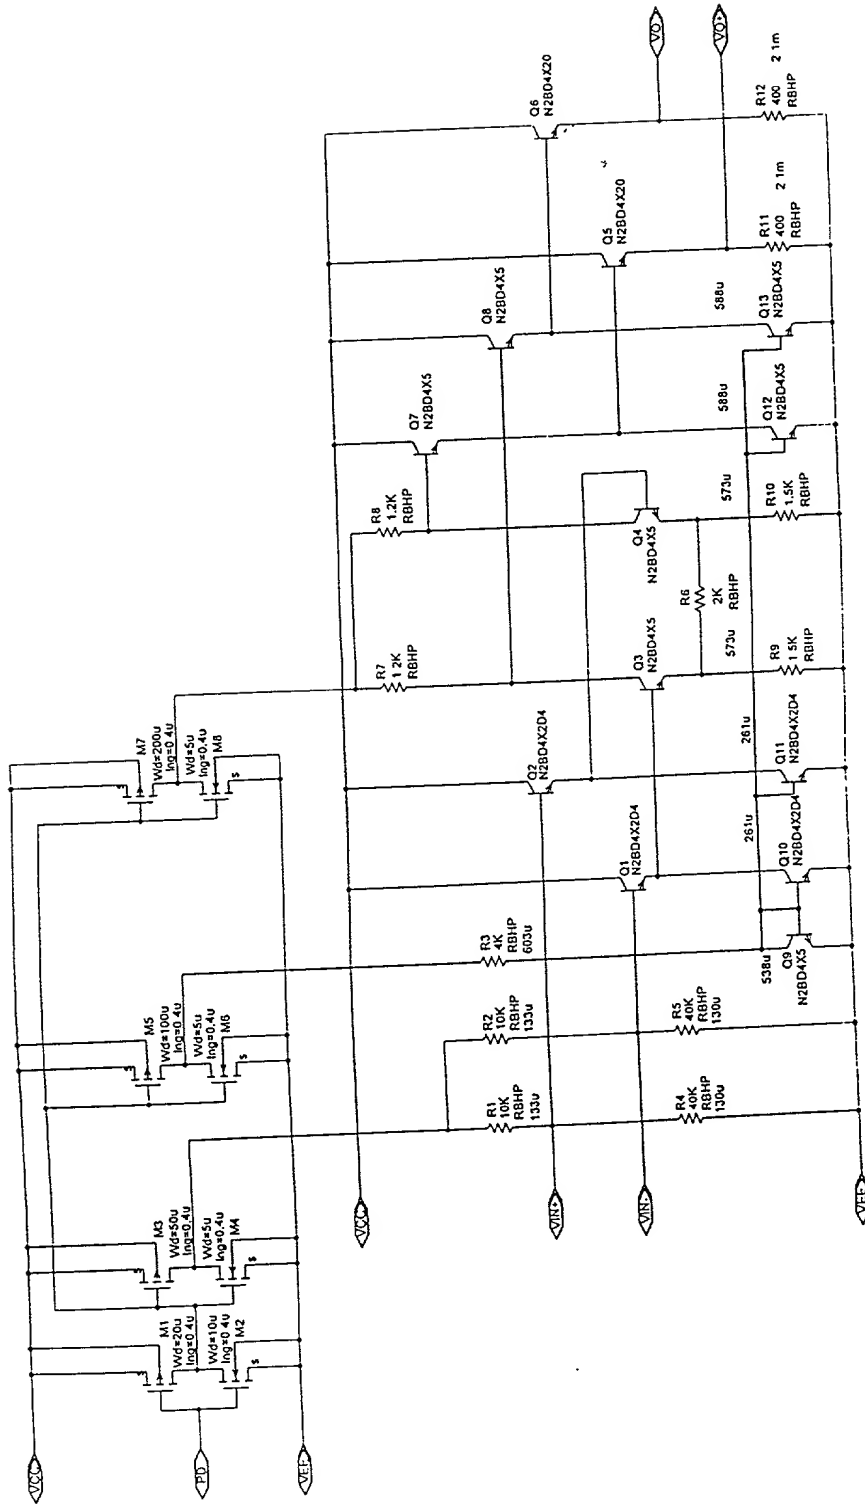 VCC
PD
VEE
M1
Wd=20u
lng=0.4u
Wd=10u
lng=0.4u
M2
s
M3
Wd=50u
lng=0.4u
Wd=5u
lng=0.4u
M4
s
M5
Wd=100u
lng=0.4u
Wd=5u
lng=0.4u
M6
s
M7
Wd=200u
lng=0.4u
Wd=5u
lng=0.4u
M8
s
VCC
VIN+
VIN-
VEE
R1
10K
RBHP
133u
R2
10K
RBHP
133u
R3
4K
RBHP
603u
R4
40K
RBHP
130u
R5
40K
RBHP
130u
538u
Q9
N2BD4X5
Q1
N2BD4X2D4
Q10
N2BD4X2D4
261u
Q2
N2BD4X2D4
Q11
N2BD4X2D4
261u
R7
1 2K
RBHP
Q3
N2BD4X5
573u
R9
1 5K
RBHP
R6
2K
RBHP
R8
1.2K
RBHP
Q4
N2BD4X5
573u
R10
1.5K
RBHP
Q7
N2BD4X5
588u
Q12
N2BD4X5
Q8
N2BD4X5
588u
Q13
N2BD4X5
Q5
N2BD4X20
R11
400
RBHP
2 1m
Q6
N2BD4X20
R12
400
RBHP
2 1m
VO+